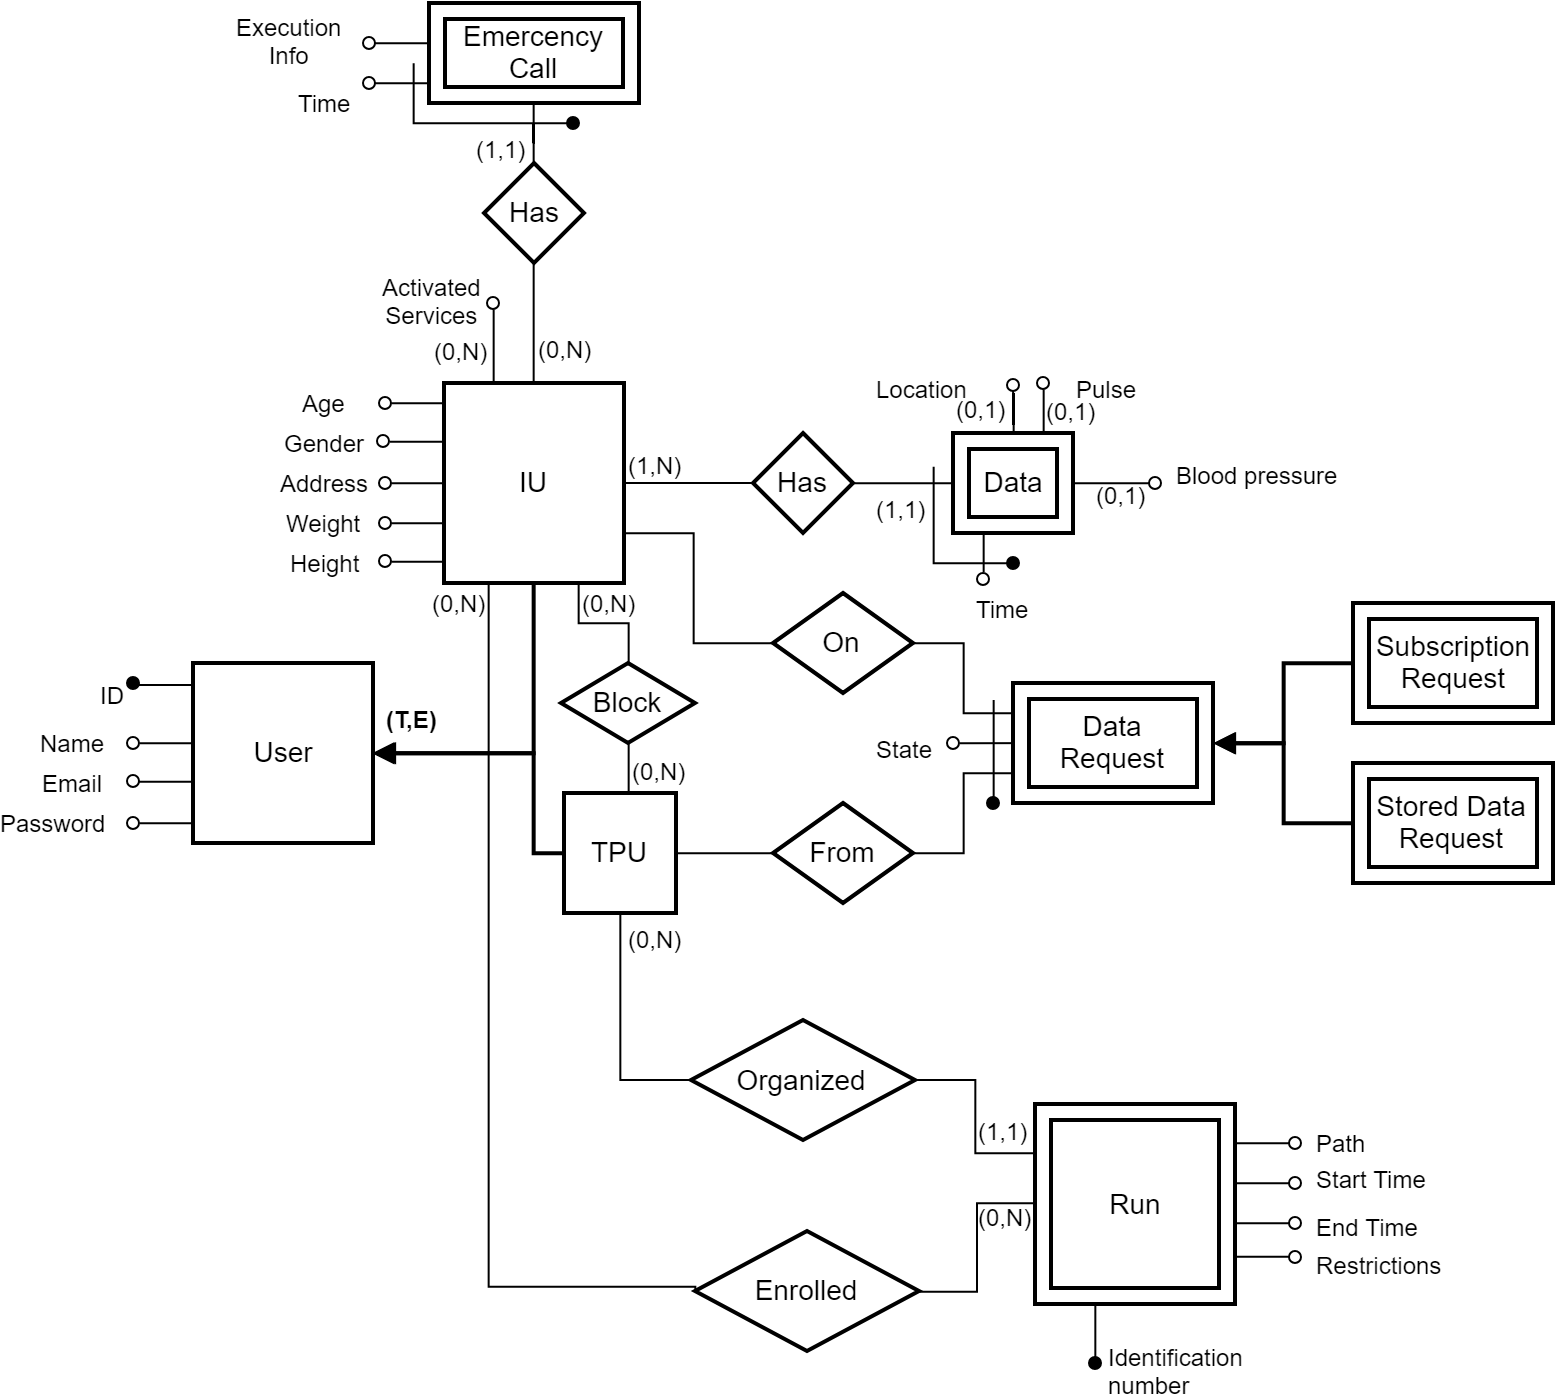 Execution
Info
Time
Emercency
Call
(1,1)
Has
Activated
Services
(0,N)
(0,N)
Age
Gender
Address
Weight
Height
IU
(1,N)
Has
(1,1)
Location
(0,1)
Pulse
(0,1)
Data
(0,1)
Blood pressure
Time
(0,N)
(0,N)
On
Block
(0,N)
ID
Name
Email
Password
User
(T,E)
TPU
(0,N)
From
State
Data
Request
Subscription
Request
Stored Data
Request
Organized
(1,1)
(0,N)
Enrolled
Run
Path
Start Time
End Time
Restrictions
Identification
number